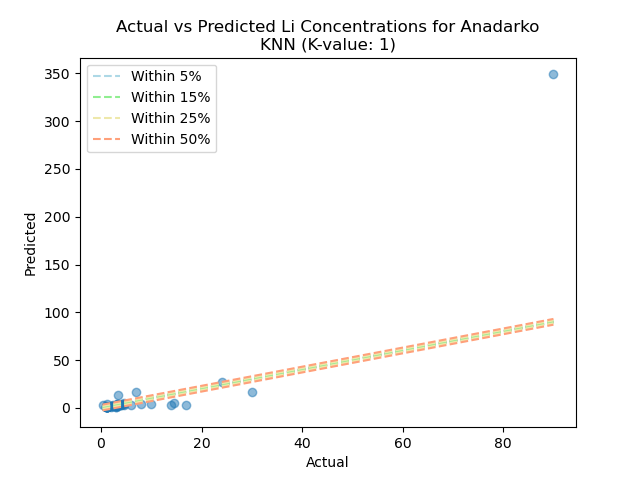 Actual vs Predicted Li Concentrations for Anadarko
KNN (K-value: 1)
Within 5%
Within 15%
Within 25%
Within 50%
350
300
250
200
150
100
50
0
Predicted
0 20 40 60 80
Actual